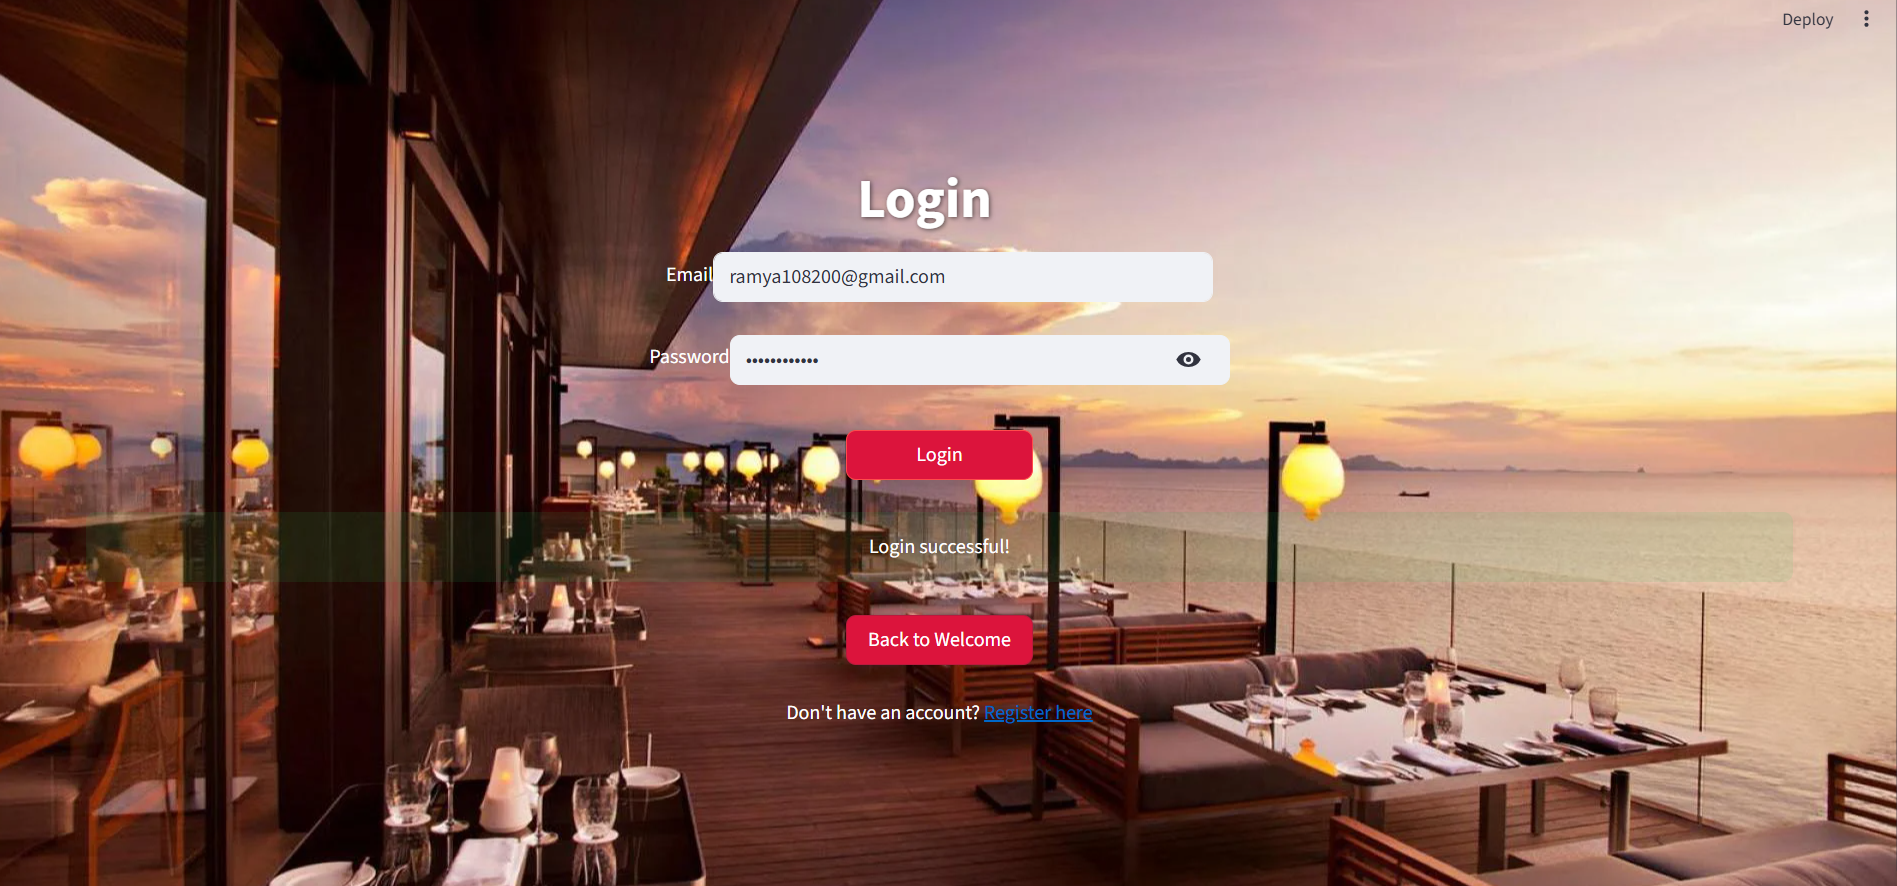 Deploy
Login
Email
ramya108200@gmail.com
Password
••••••••••••
Login
Login successful!
Back to Welcome
Don't have an account? Register here